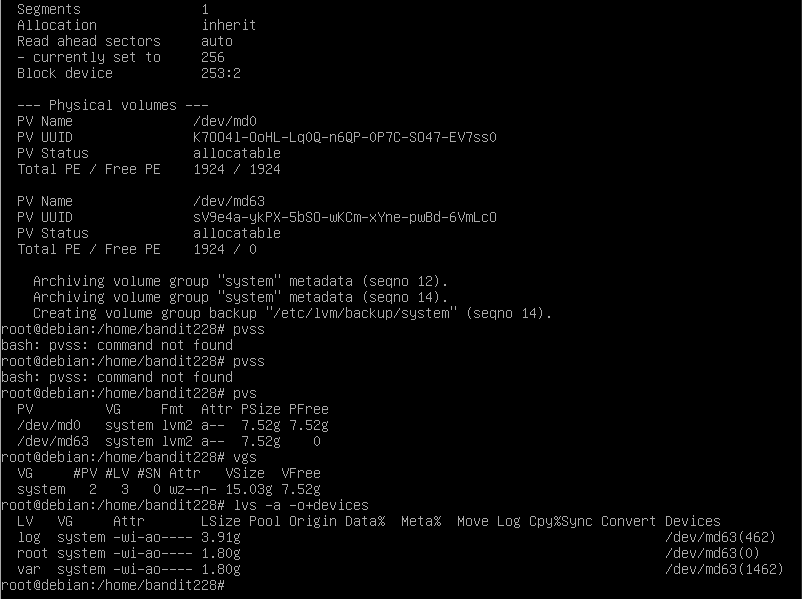 Segments               1
Allocation             inherit
Read ahead sectors     auto
- currently set to     256
Block device           253:2
--- Physical volumes ---
PV Name               /dev/md0
PV UUID               K7OO4l-OoHL-Lq0Q-n6QP-0P7C-SO47-EV7ss0
PV Status             allocatable
Total PE / Free PE    1924 / 1924
PV Name               /dev/md63
PV UUID               sV9e4a-ykPX-5bSO-wKCm-xYne-pwBd-6VmLcO
PV Status             allocatable
Total PE / Free PE    1924 / 0
Archiving volume group "system" metadata (seqno 12).
Archiving volume group "system" metadata (seqno 14).
Creating volume group backup "/etc/lvm/backup/system" (seqno 14).
root@debian:/home/bandit228# pvss
bash: pvss: command not found
root@debian:/home/bandit228# pvss
bash: pvss: command not found
root@debian:/home/bandit228# pvs
PV         VG     Fmt  Attr PSize PFree
/dev/md0   system lvm2 a--  7.52g 7.52g
/dev/md63  system lvm2 a--  7.52g     0
root@debian:/home/bandit228# vgs
VG     #PV #LV #SN Attr   VSize  VFree
system   2   3   0 wz--n- 15.03g 7.52g
root@debian:/home/bandit228# lvs -a -o+devices
LV   VG     Attr       LSize Pool Origin Data%  Meta%  Move Log Cpy%Sync Convert Devices
log  system -wi-ao---- 3.91g                                                     /dev/md63(462)
root system -wi-ao---- 1.80g                                                     /dev/md63(0)
var  system -wi-ao---- 1.80g                                                     /dev/md63(1462)
root@debian:/home/bandit228#